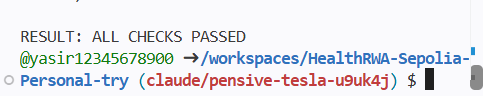 RESULT: ALL CHECKS PASSED
@yasir12345678900 ➜/workspaces/HealthRWA-Sepolia-
Personal-try (claude/pensive-tesla-u9uk4j) $